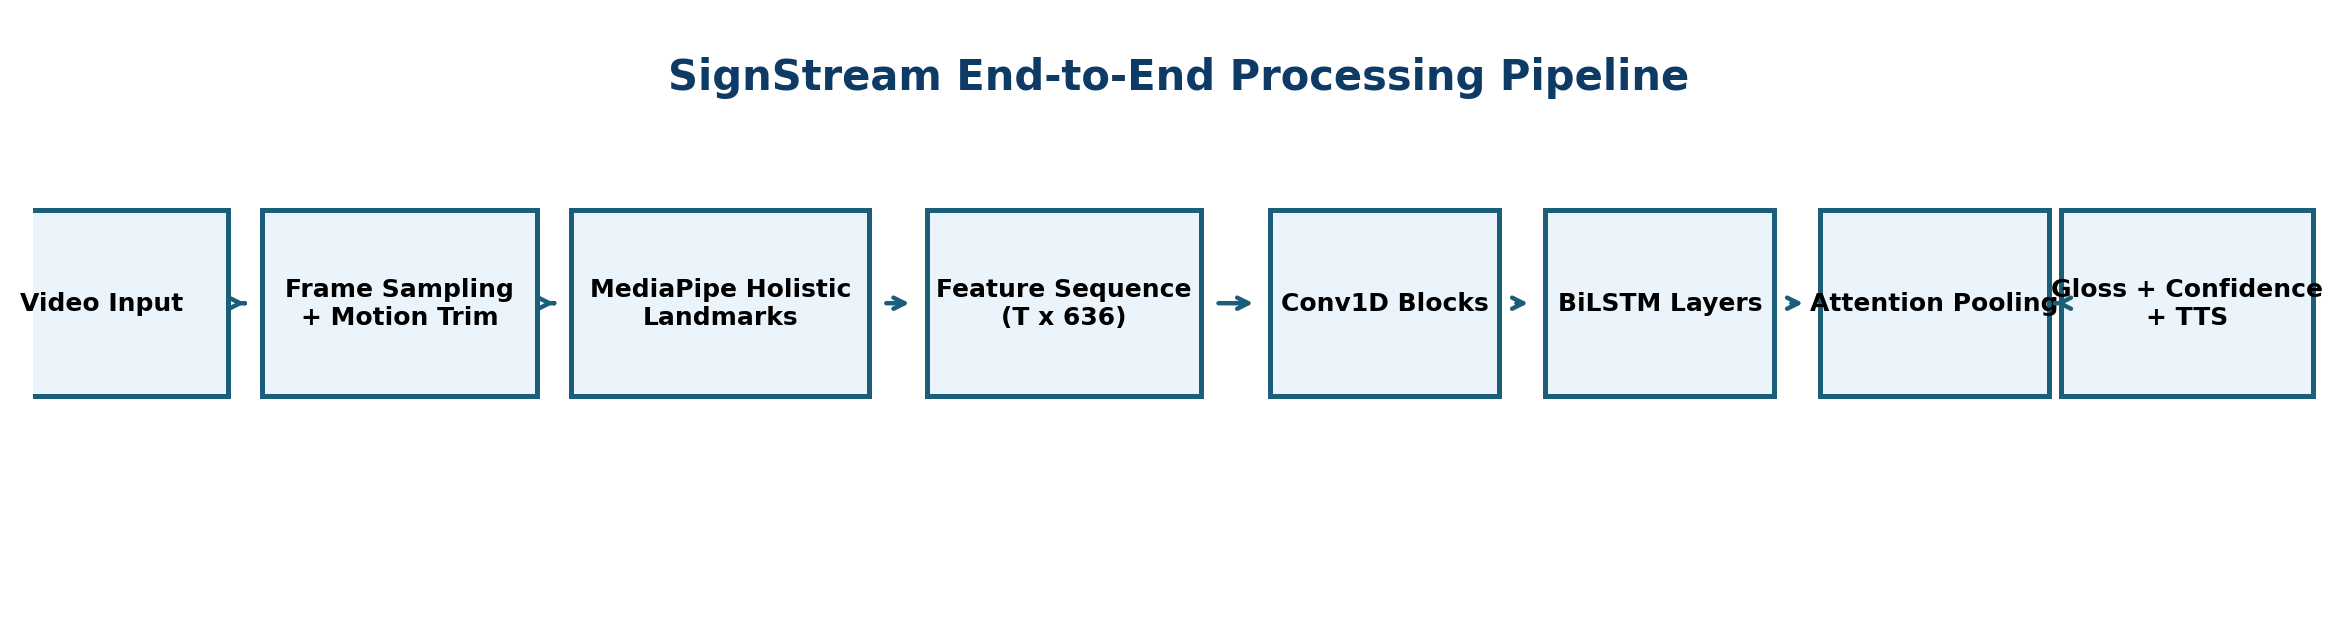 SignStream End-to-End Processing Pipeline
Video Input
Frame Sampling
+ Motion Trim
MediaPipe Holistic
Landmarks
Feature Sequence
(T x 636)
Conv1D Blocks
BiLSTM Layers
Attention Pooling
Gloss + Confidence
+ TTS